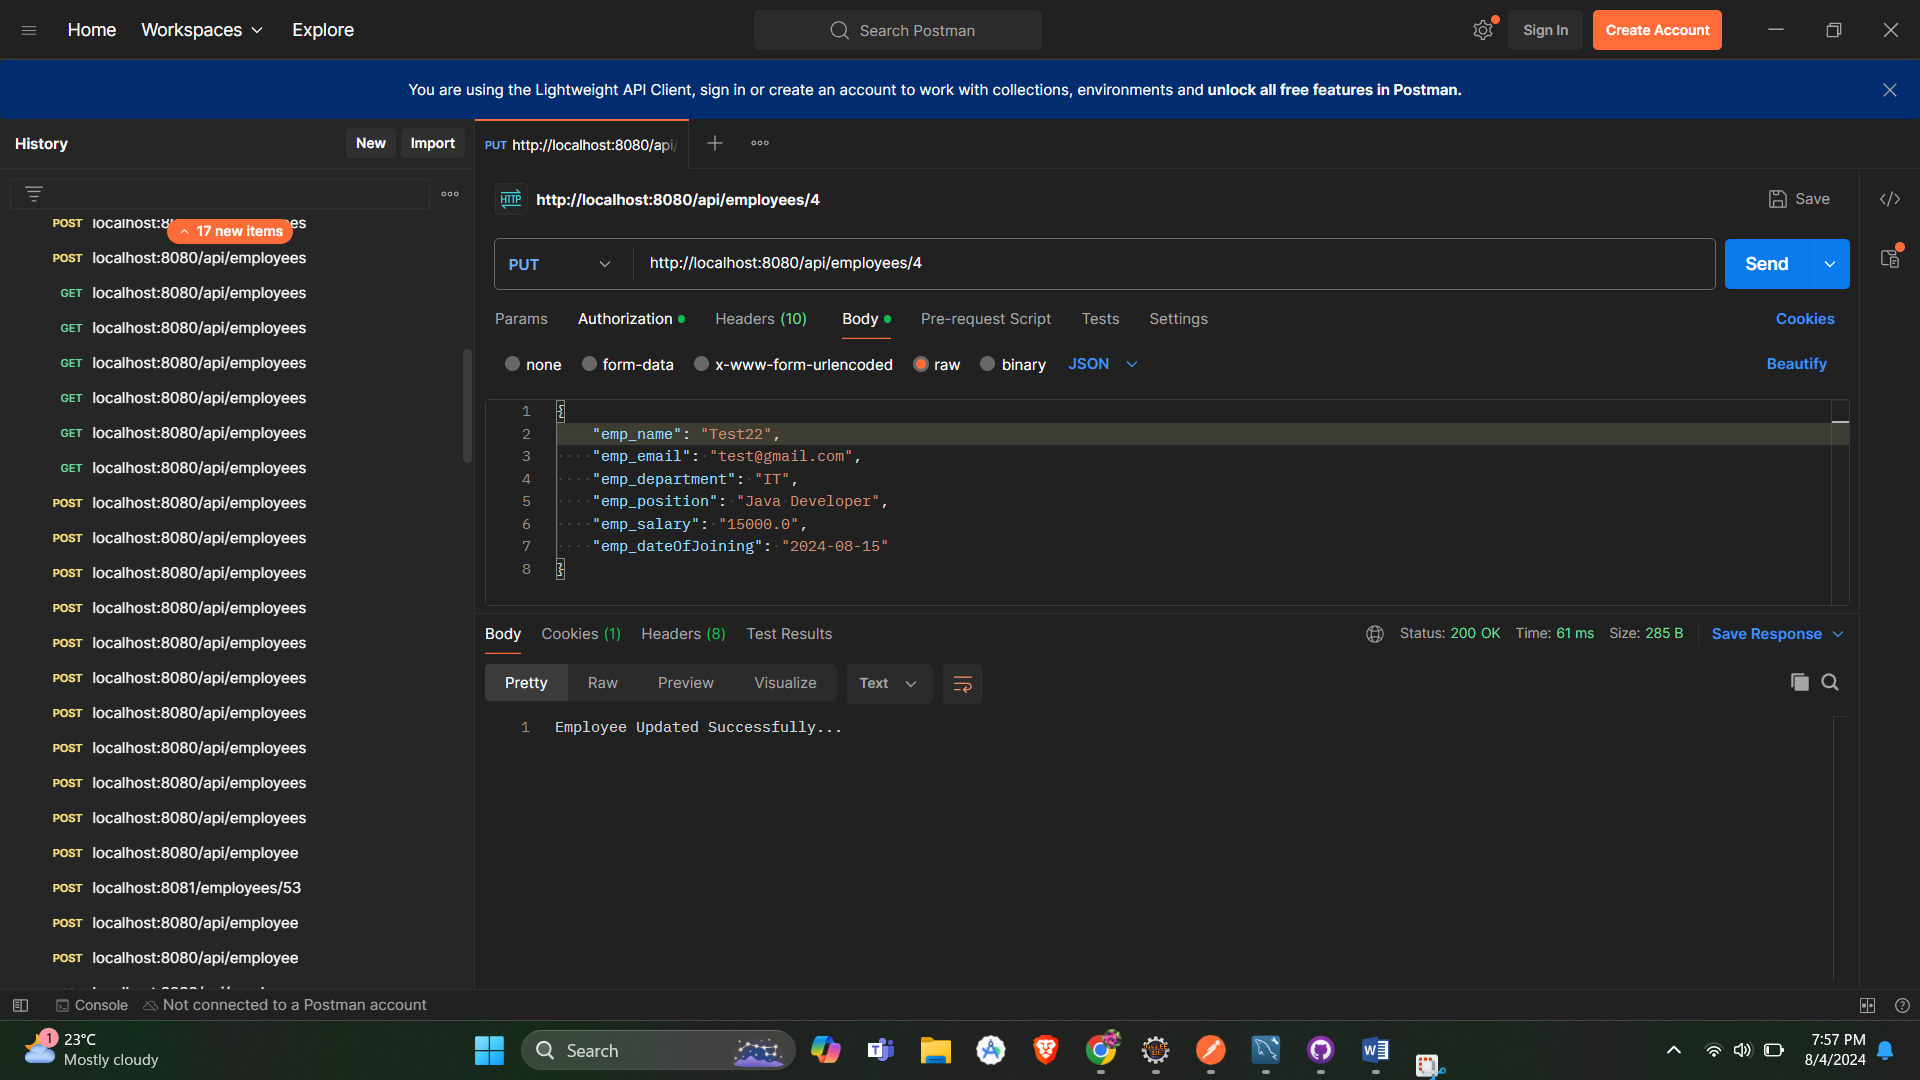 Home
Workspaces
Explore
Search Postman
Sign In
Create Account
You are using the Lightweight API Client, sign in or create an account to work with collections, environments and unlock all free features in Postman.
History
New
Import
PUT http://localhost:8080/api/
POST localhost:8
es
17 new items
POST localhost:8080/api/employees
GET localhost:8080/api/employees
GET localhost:8080/api/employees
GET localhost:8080/api/employees
GET localhost:8080/api/employees
GET localhost:8080/api/employees
GET localhost:8080/api/employees
POST localhost:8080/api/employees
POST localhost:8080/api/employees
POST localhost:8080/api/employees
POST localhost:8080/api/employees
POST localhost:8080/api/employees
POST localhost:8080/api/employees
POST localhost:8080/api/employees
POST localhost:8080/api/employees
POST localhost:8080/api/employees
POST localhost:8080/api/employees
POST localhost:8080/api/employee
POST localhost:8081/employees/53
POST localhost:8080/api/employee
POST localhost:8080/api/employee
HTTP http://localhost:8080/api/employees/4
Save
PUT
http://localhost:8080/api/employees/4
Send
Params
Authorization
Headers (10)
Body
Pre-request Script
Tests
Settings
Cookies
none
form-data
x-www-form-urlencoded
raw
binary
JSON
Beautify
1 {
2 "emp_name": "Test22",
3 "emp_email": "test@gmail.com",
4 "emp_department": "IT",
5 "emp_position": "Java Developer",
6 "emp_salary": "15000.0",
7 "emp_dateOfJoining": "2024-08-15"
8 }
Body
Cookies (1)
Headers (8)
Test Results
Status: 200 OK
Time: 61 ms
Size: 285 B
Save Response
Pretty
Raw
Preview
Visualize
Text
1 Employee Updated Successfully...
Console
Not connected to a Postman account
1
23°C
Mostly cloudy
Search
7:57 PM
8/4/2024